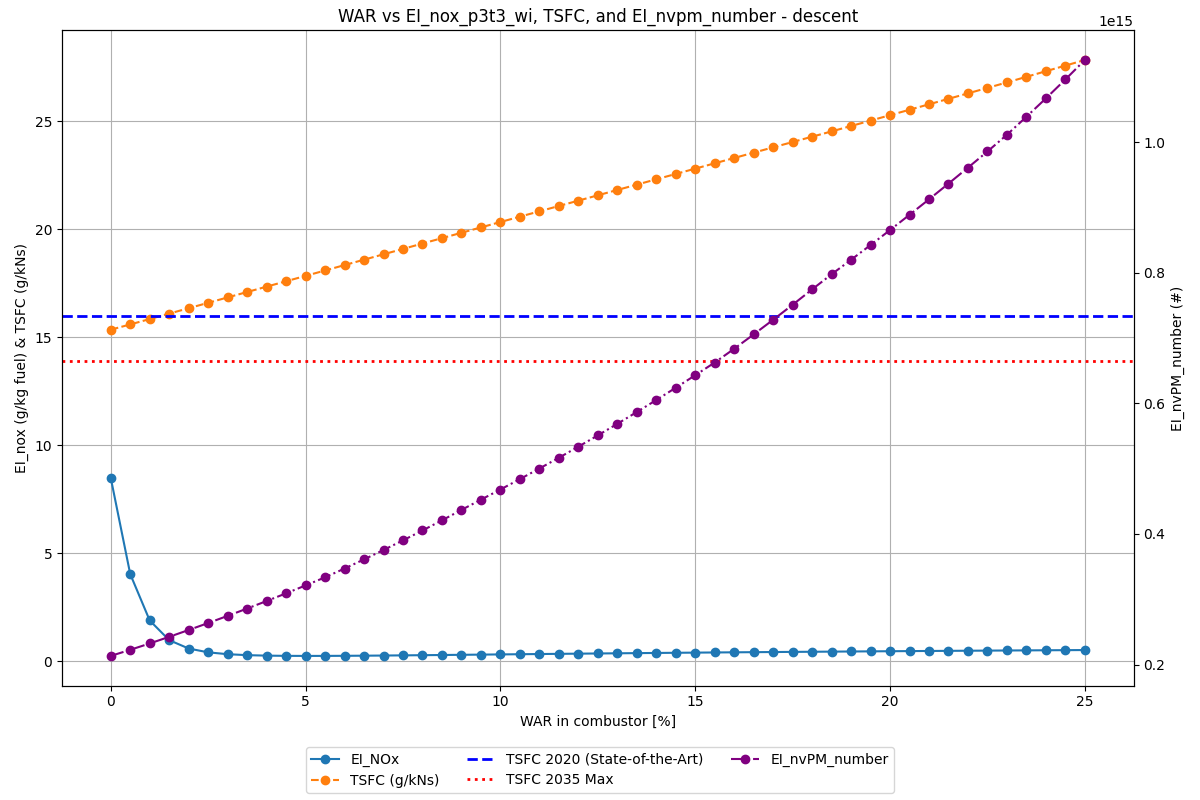 WAR vs EI_nox_p3t3_wi, TSFC, and EI_nvpm_number - descent
1e15
EI_nox (g/kg fuel) & TSFC (g/kNs)
25
20
15
10
5
0
1.0
0.8
0.6
0.4
0.2
EI_nvPM_number (#)
0 5 10 15 20 25
WAR in combustor [%]
EI_NOx
TSFC (g/kNs)
TSFC 2020 (State-of-the-Art)
TSFC 2035 Max
EI_nvPM_number